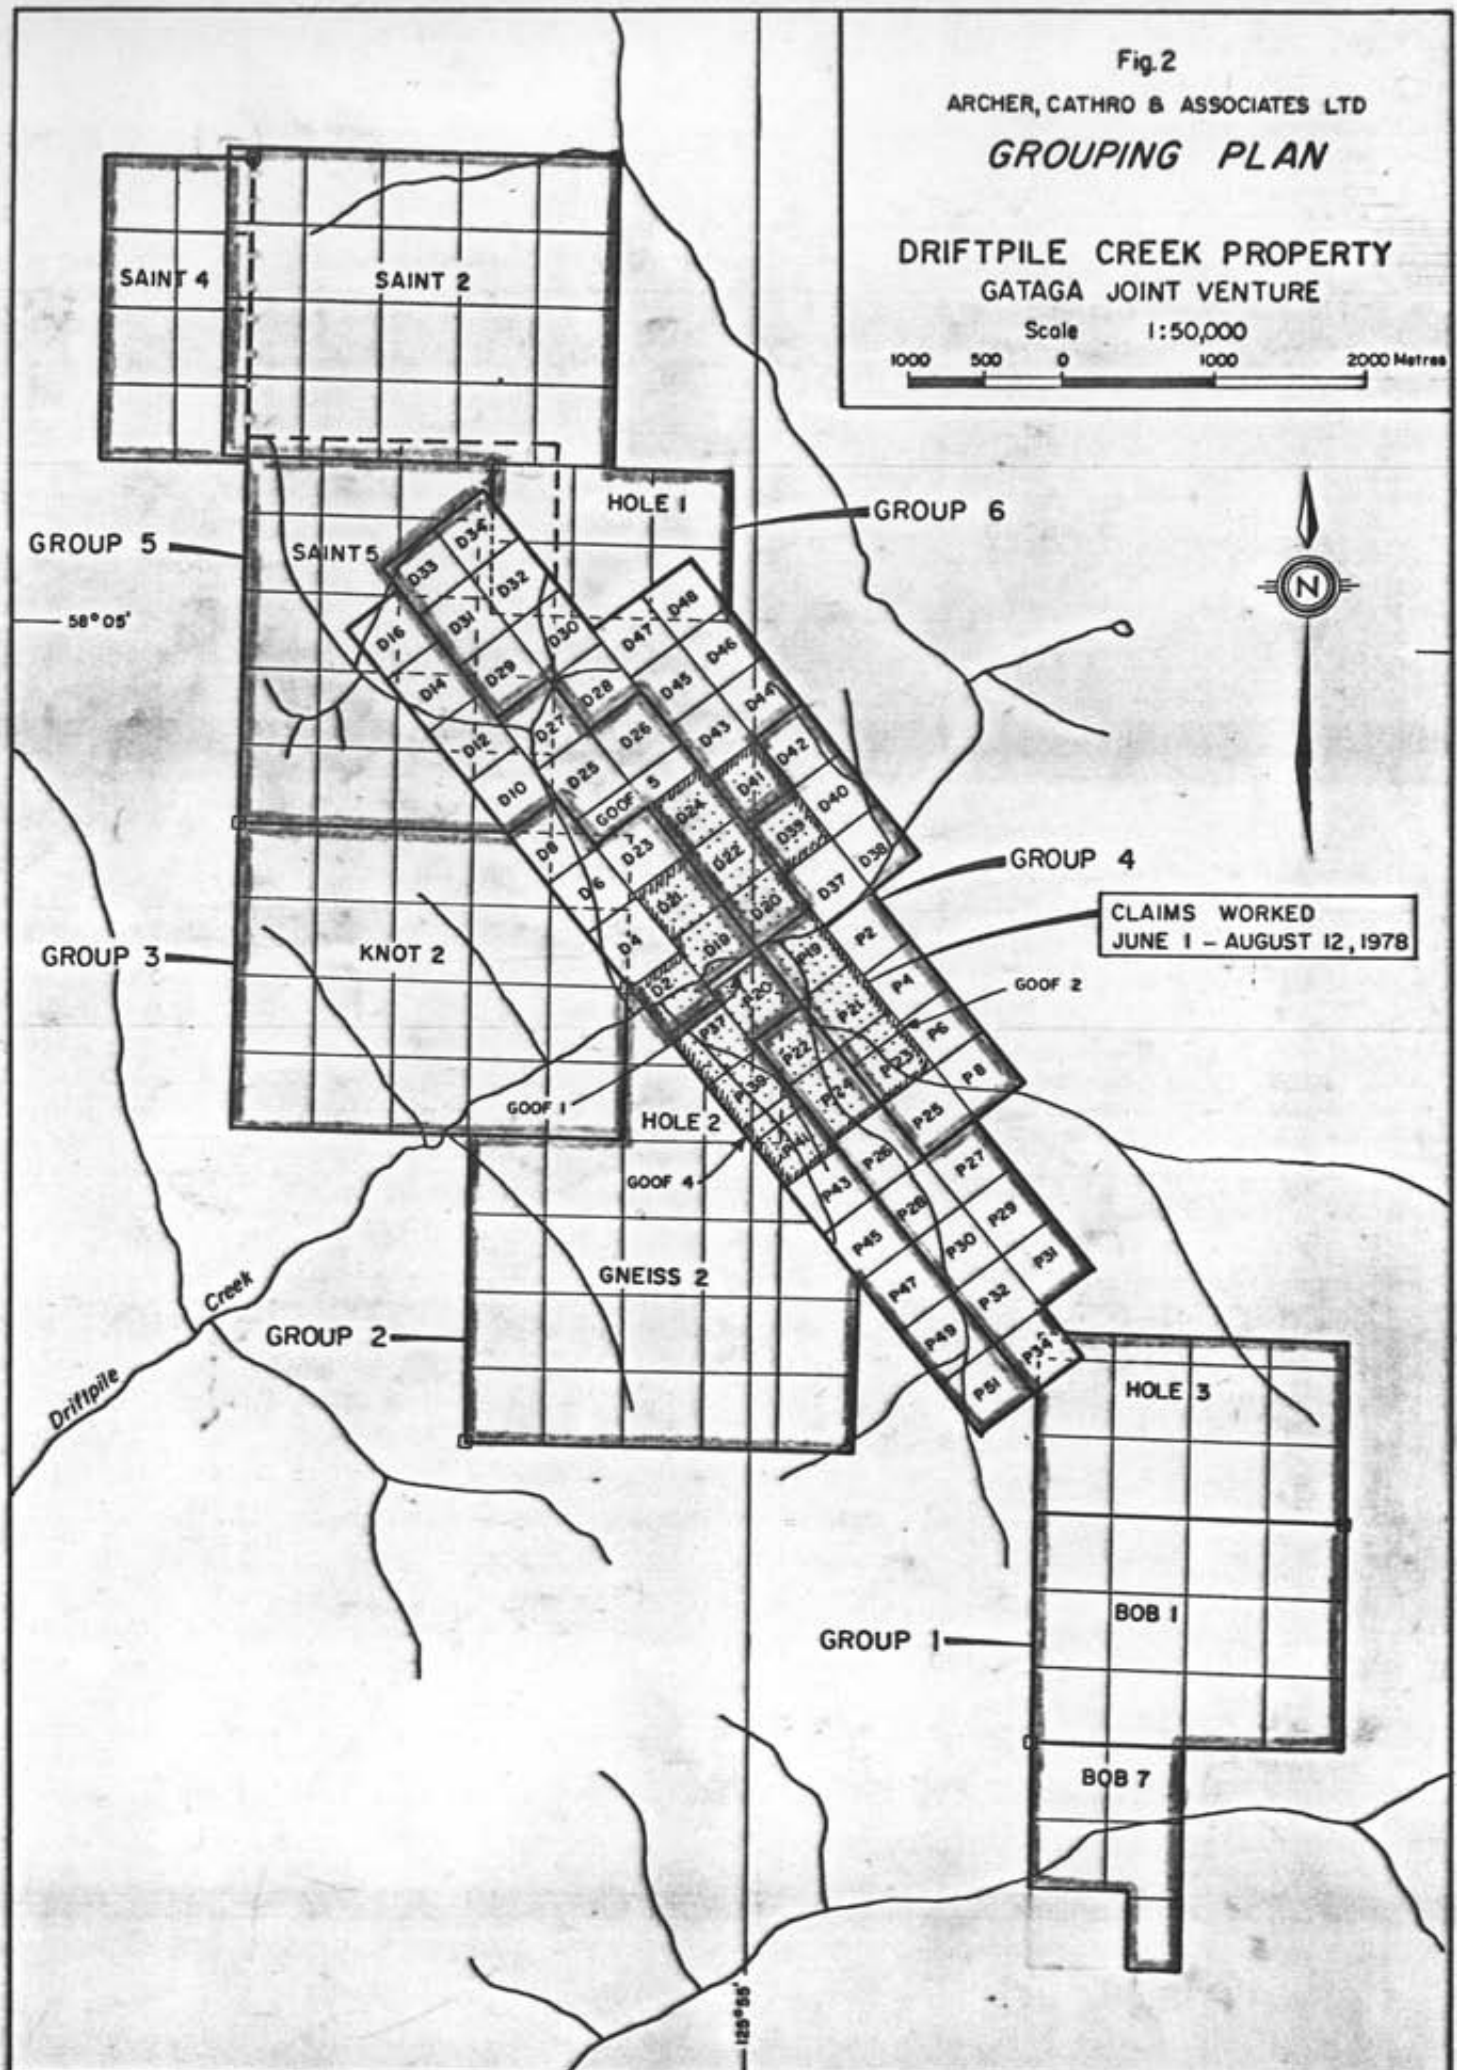 Fig. 2
ARCHER, CATHRO & ASSOCIATES LTD
GROUPING PLAN
DRIFTPILE CREEK PROPERTY
GATAGA JOINT VENTURE
Scale 1:50,000
1000 500 0 1000 2000 Metres
SAINT 4
SAINT 2
HOLE 1
GROUP 6
GROUP 5
SAINT 5
58°05'
N
D34
D33
D32
D31
D30
D29
D28
D27
D26
D25
D16
D14
D12
D10
D8
D6
D4
D2
D48
D47
D46
D45
D44
D43
D42
D41
D40
D39
D38
D37
GOOF 5
D24
D23
D22
D21
D20
D19
GROUP 4
CLAIMS WORKED
JUNE 1 - AUGUST 12, 1978
GROUP 3
KNOT 2
GOOF 2
P2
P4
P6
P8
P19
P20
P21
P22
P23
P24
P25
P26
P27
P28
P29
P30
P31
P32
P34
P37
P39
P41
P43
P45
P47
P49
P51
GOOF 1
HOLE 2
GOOF 4
GNEISS 2
GROUP 2
Driftpile Creek
HOLE 3
BOB 1
GROUP 1
BOB 7
125°55'